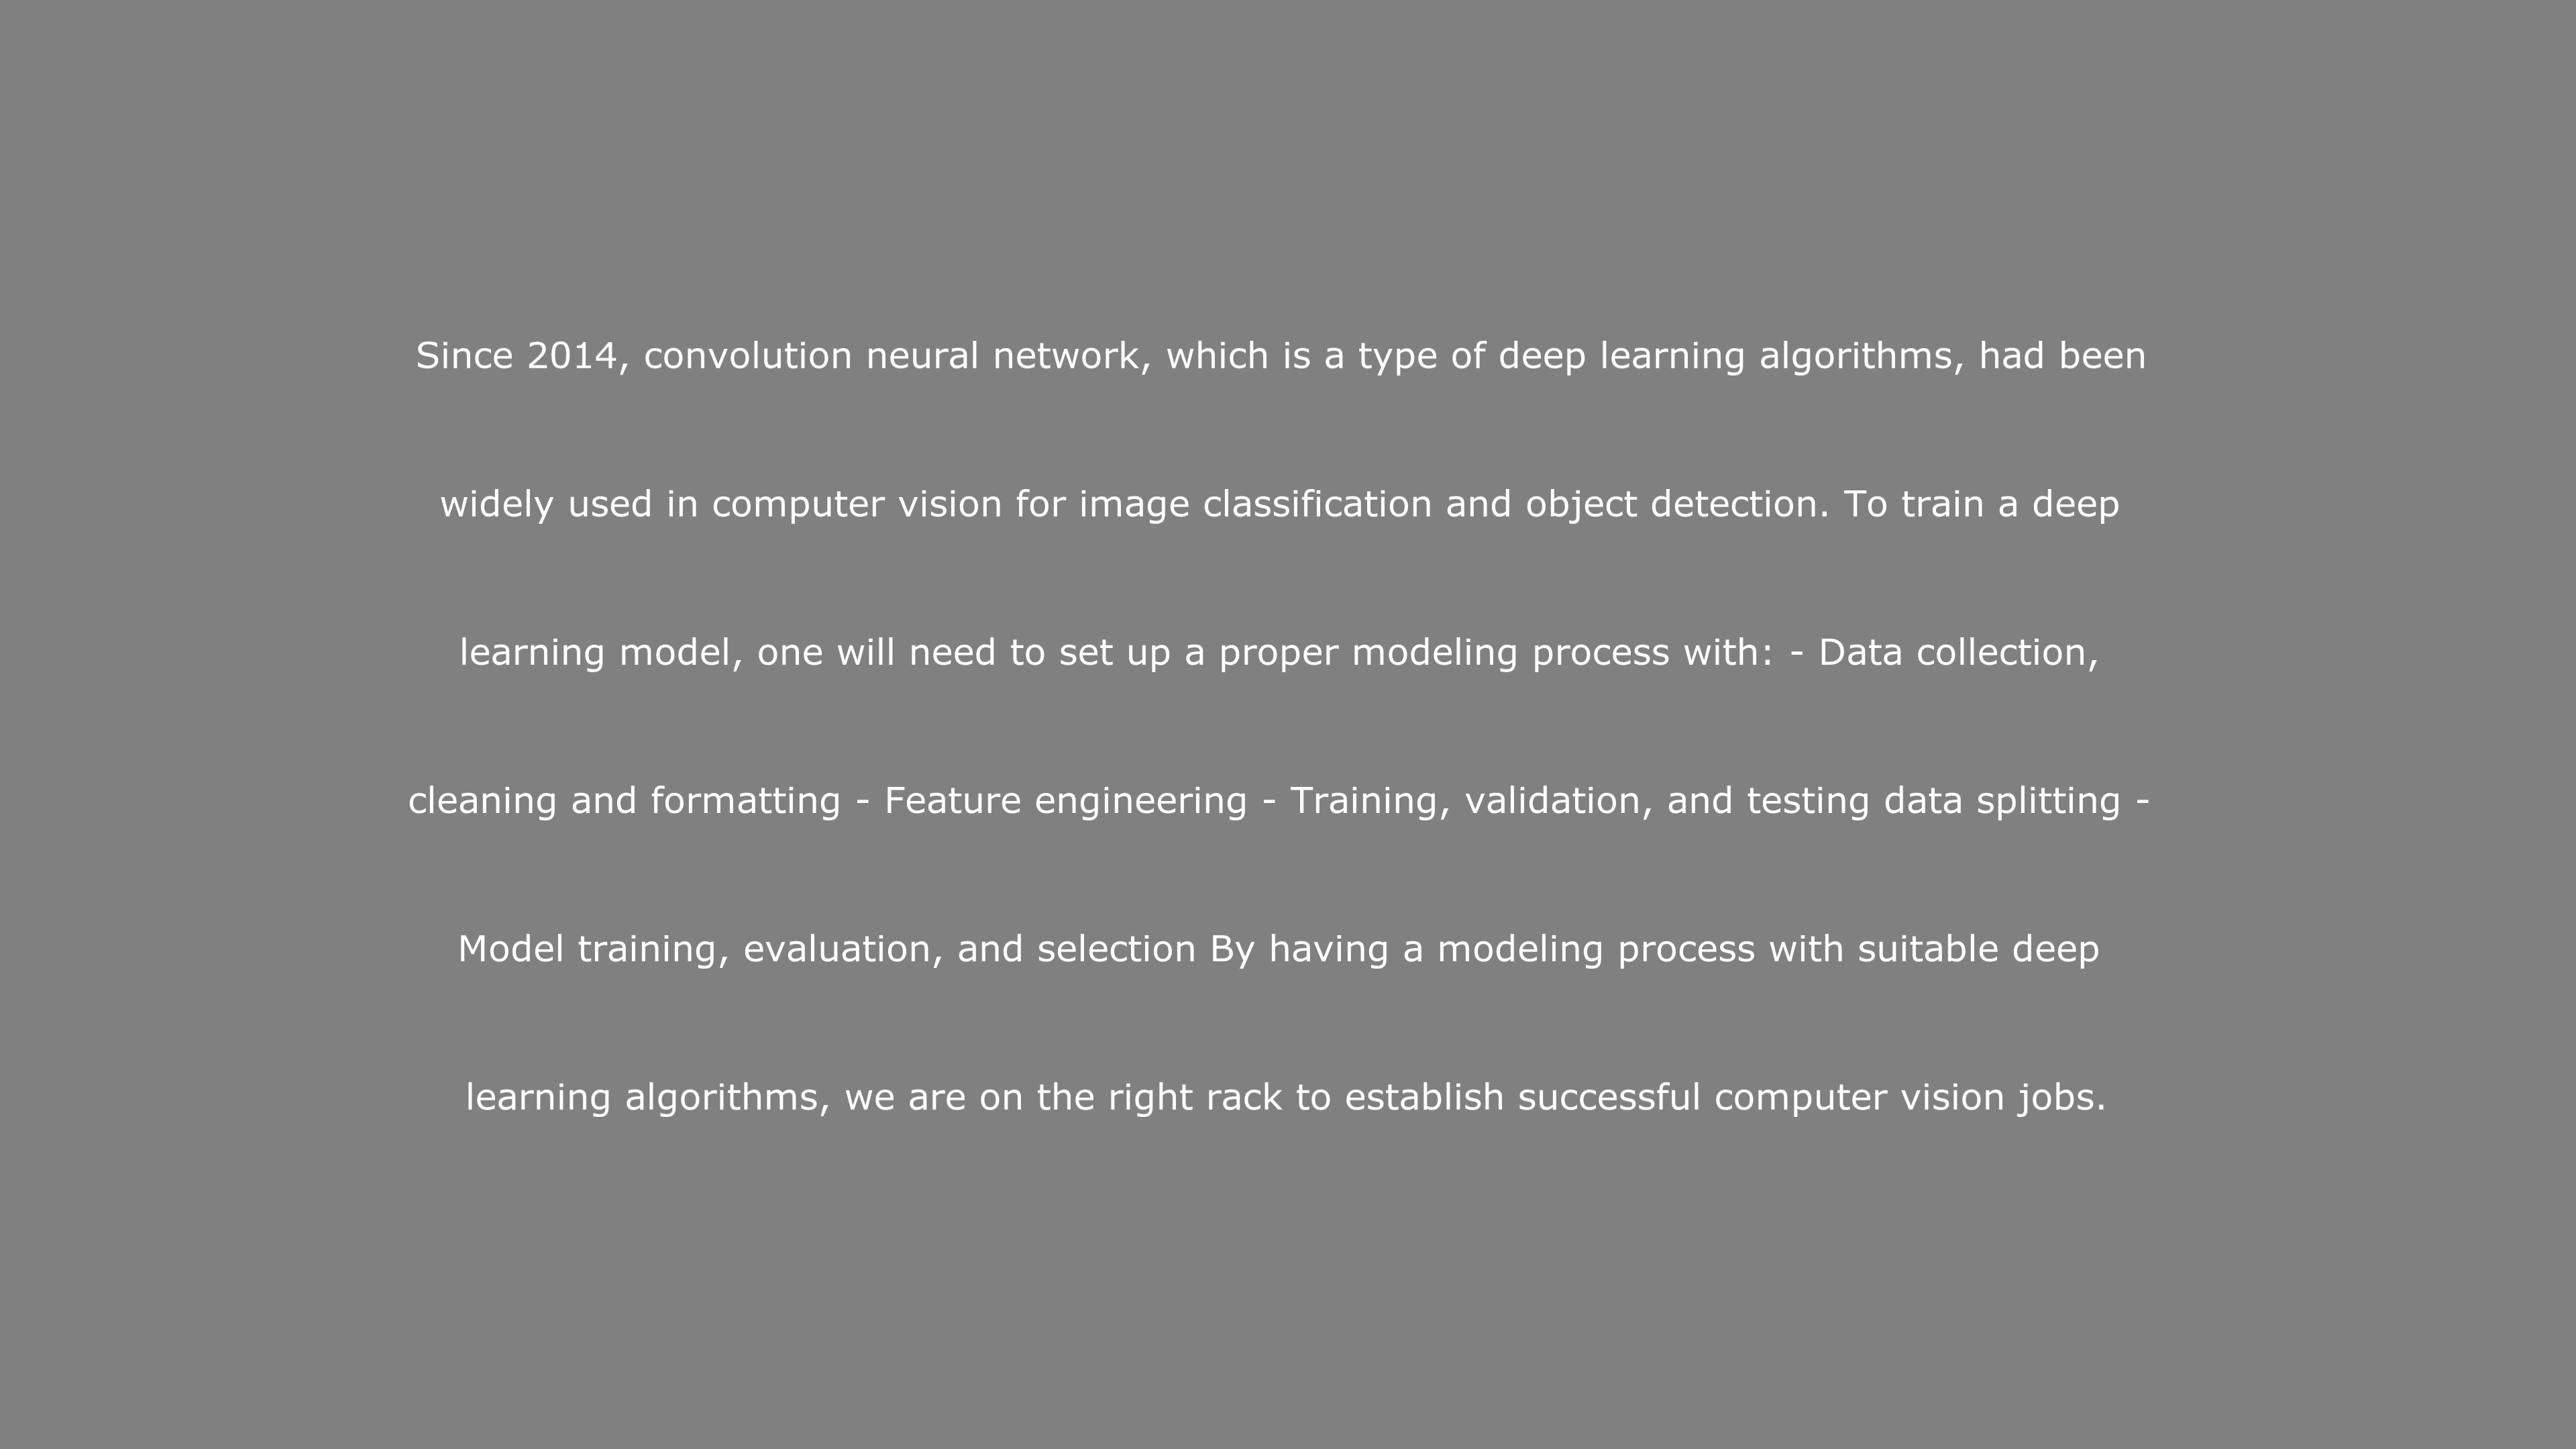 Since 2014, convolution neural network, which is a type of deep learning algorithms, had been
widely used in computer vision for image classification and object detection. To train a deep
learning model, one will need to set up a proper modeling process with: - Data collection,
cleaning and formatting - Feature engineering - Training, validation, and testing data splitting -
Model training, evaluation, and selection By having a modeling process with suitable deep
learning algorithms, we are on the right rack to establish successful computer vision jobs.